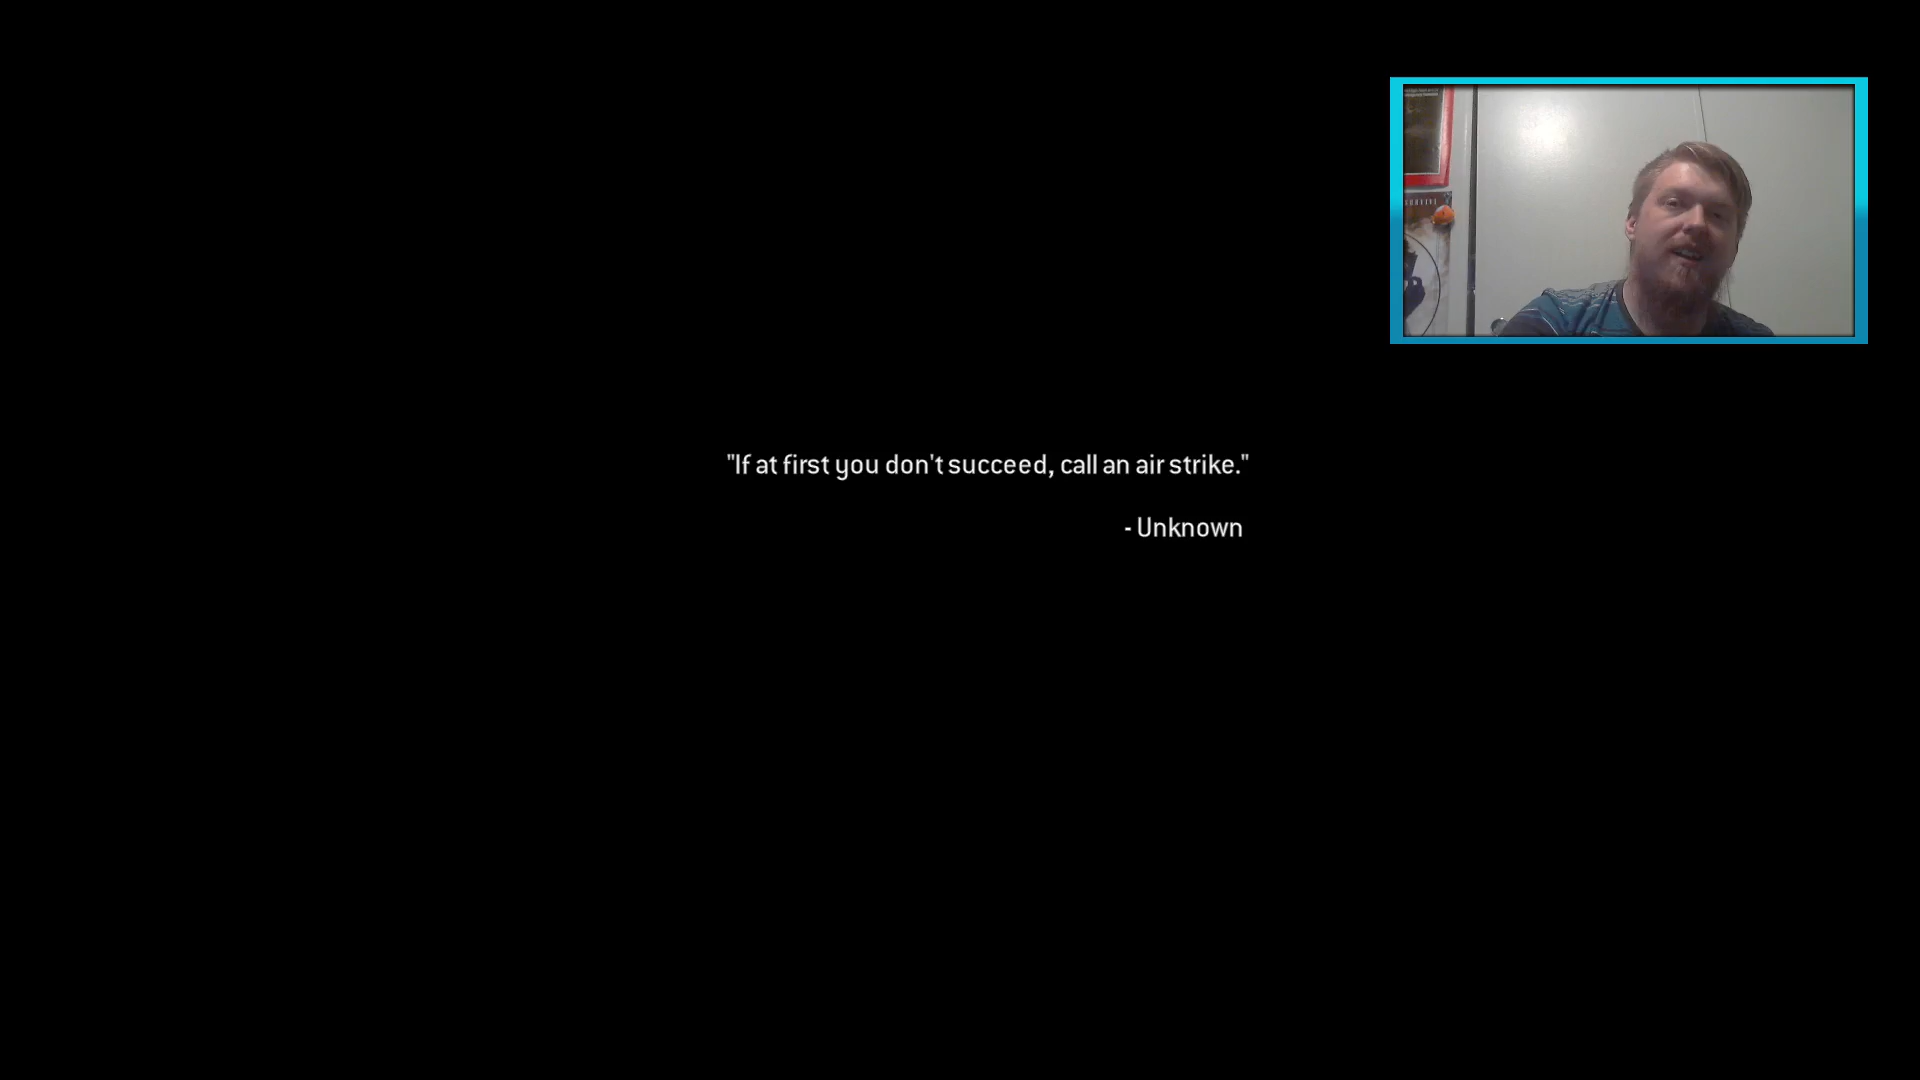 "If at first you don't succeed, call an air strike."
- Unknown